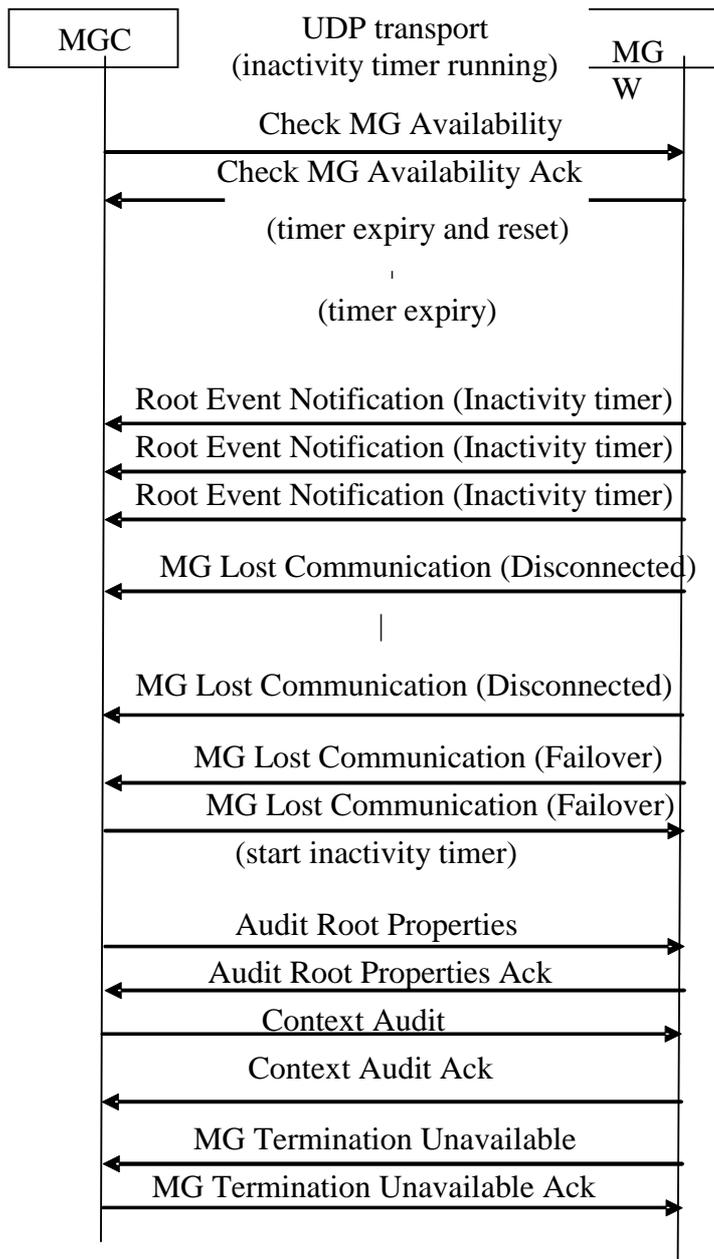 MGC
UDP transport
(inactivity timer running)
MG
W
Check MG Availability
Check MG Availability Ack
(timer expiry and reset)
(timer expiry)
Root Event Notification (Inactivity timer)
Root Event Notification (Inactivity timer)
Root Event Notification (Inactivity timer)
MG Lost Communication (Disconnected)
MG Lost Communication (Disconnected)
MG Lost Communication (Failover)
MG Lost Communication (Failover)
(start inactivity timer)
Audit Root Properties
Audit Root Properties Ack
Context Audit
Context Audit Ack
MG Termination Unavailable
MG Termination Unavailable Ack